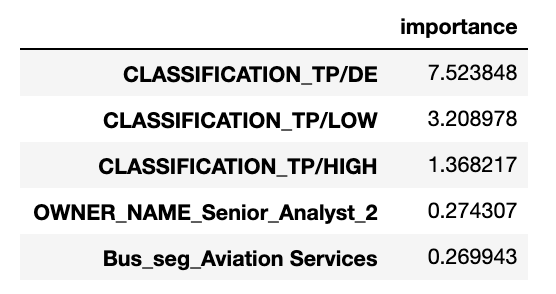 importance
CLASSIFICATION_TP/DE 7.523848
CLASSIFICATION_TP/LOW 3.208978
CLASSIFICATION_TP/HIGH 1.368217
OWNER_NAME_Senior_Analyst_2 0.274307
Bus_seg_Aviation Services 0.269943